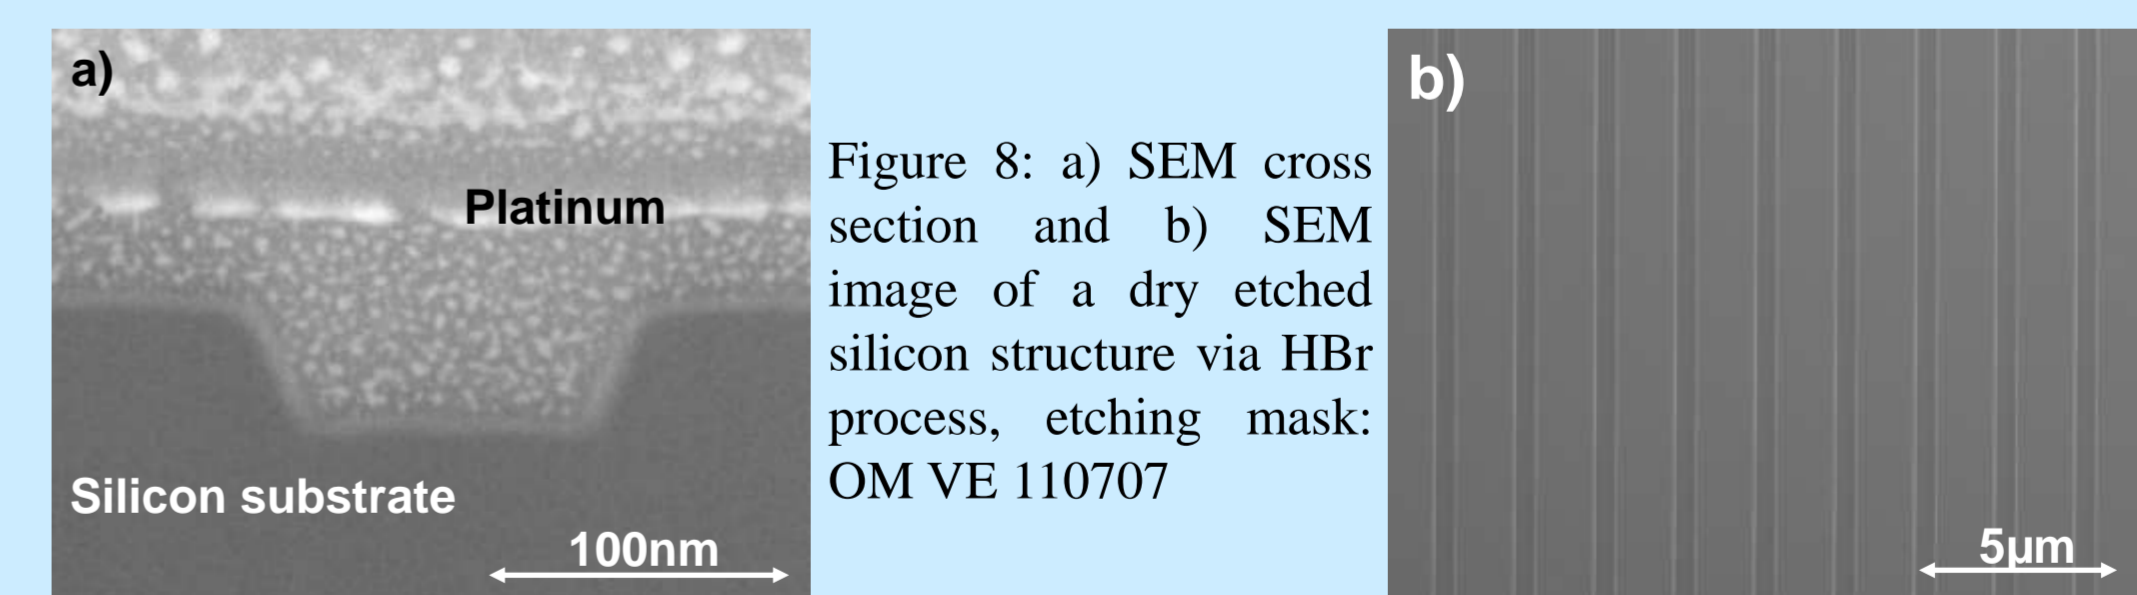 a)
Platinum
Silicon substrate
100nm
Figure 8: a) SEM cross
section and b) SEM
image of a dry etched
silicon structure via HBr
process, etching mask:
OM VE 110707
b)
5µm